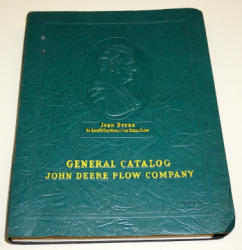 JOHN DEERE
GENERAL CATALOG
JOHN DEERE PLOW COMPANY